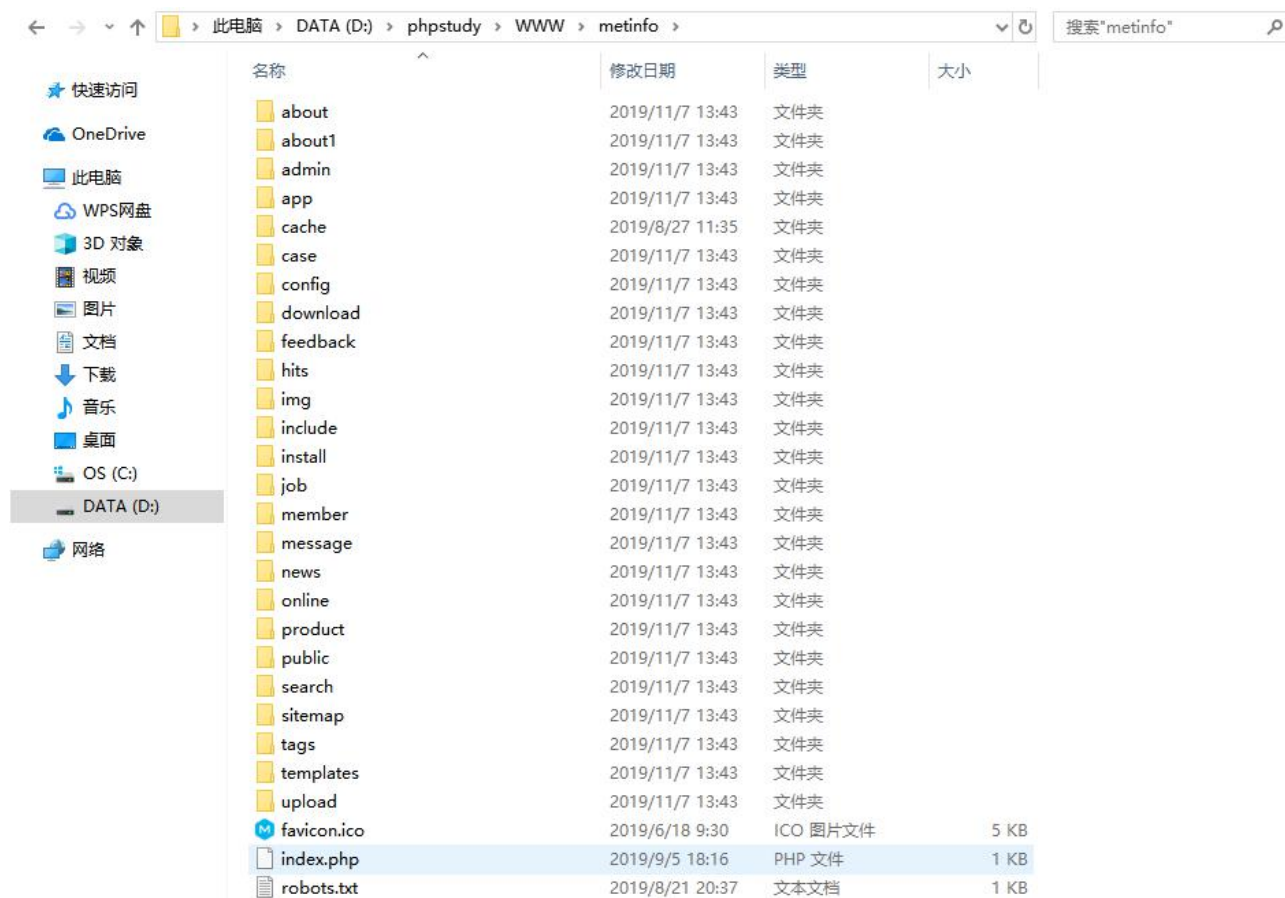 此电脑 › DATA (D:) › phpstudy › WWW › metinfo › 搜索"metinfo"
名称 修改日期 类型 大小
快速访问
OneDrive
此电脑
WPS网盘
3D 对象
视频
图片
文档
下载
音乐
桌面
OS (C:)
DATA (D:)
网络
about 2019/11/7 13:43 文件夹
about1 2019/11/7 13:43 文件夹
admin 2019/11/7 13:43 文件夹
app 2019/11/7 13:43 文件夹
cache 2019/8/27 11:35 文件夹
case 2019/11/7 13:43 文件夹
config 2019/11/7 13:43 文件夹
download 2019/11/7 13:43 文件夹
feedback 2019/11/7 13:43 文件夹
hits 2019/11/7 13:43 文件夹
img 2019/11/7 13:43 文件夹
include 2019/11/7 13:43 文件夹
install 2019/11/7 13:43 文件夹
job 2019/11/7 13:43 文件夹
member 2019/11/7 13:43 文件夹
message 2019/11/7 13:43 文件夹
news 2019/11/7 13:43 文件夹
online 2019/11/7 13:43 文件夹
product 2019/11/7 13:43 文件夹
public 2019/11/7 13:43 文件夹
search 2019/11/7 13:43 文件夹
sitemap 2019/11/7 13:43 文件夹
tags 2019/11/7 13:43 文件夹
templates 2019/11/7 13:43 文件夹
upload 2019/11/7 13:43 文件夹
favicon.ico 2019/6/18 9:30 ICO 图片文件 5 KB
index.php 2019/9/5 18:16 PHP 文件 1 KB
robots.txt 2019/8/21 20:37 文本文档 1 KB